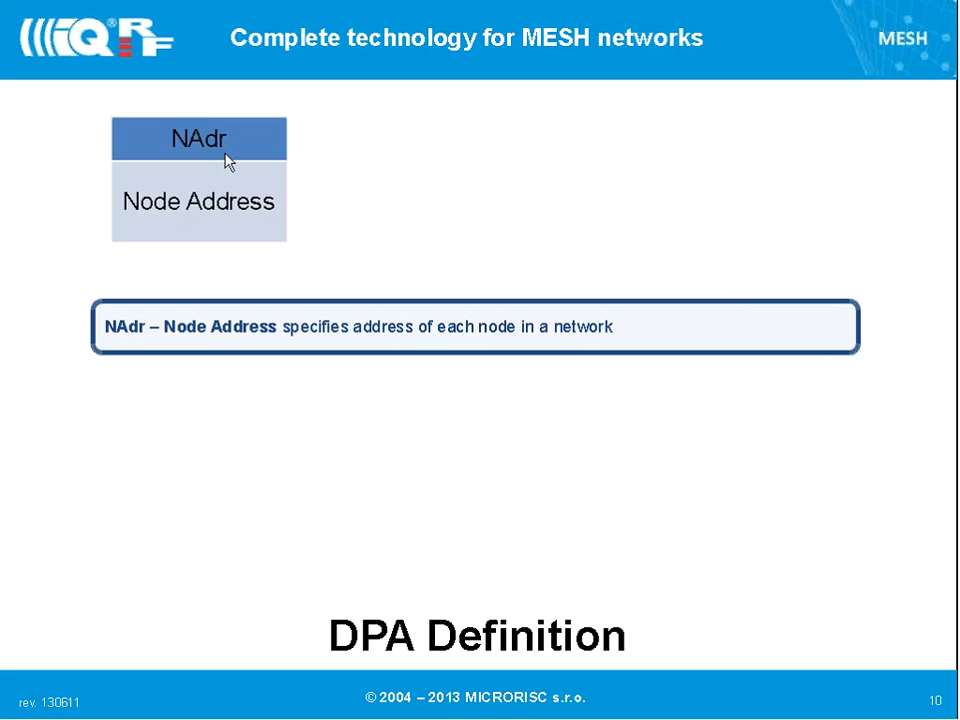 IQRF®
Complete technology for MESH networks
MESH
NAdr
Node Address
NAdr – Node Address specifies address of each node in a network
DPA Definition
rev. 130611
© 2004 – 2013 MICRORISC s.r.o.
10